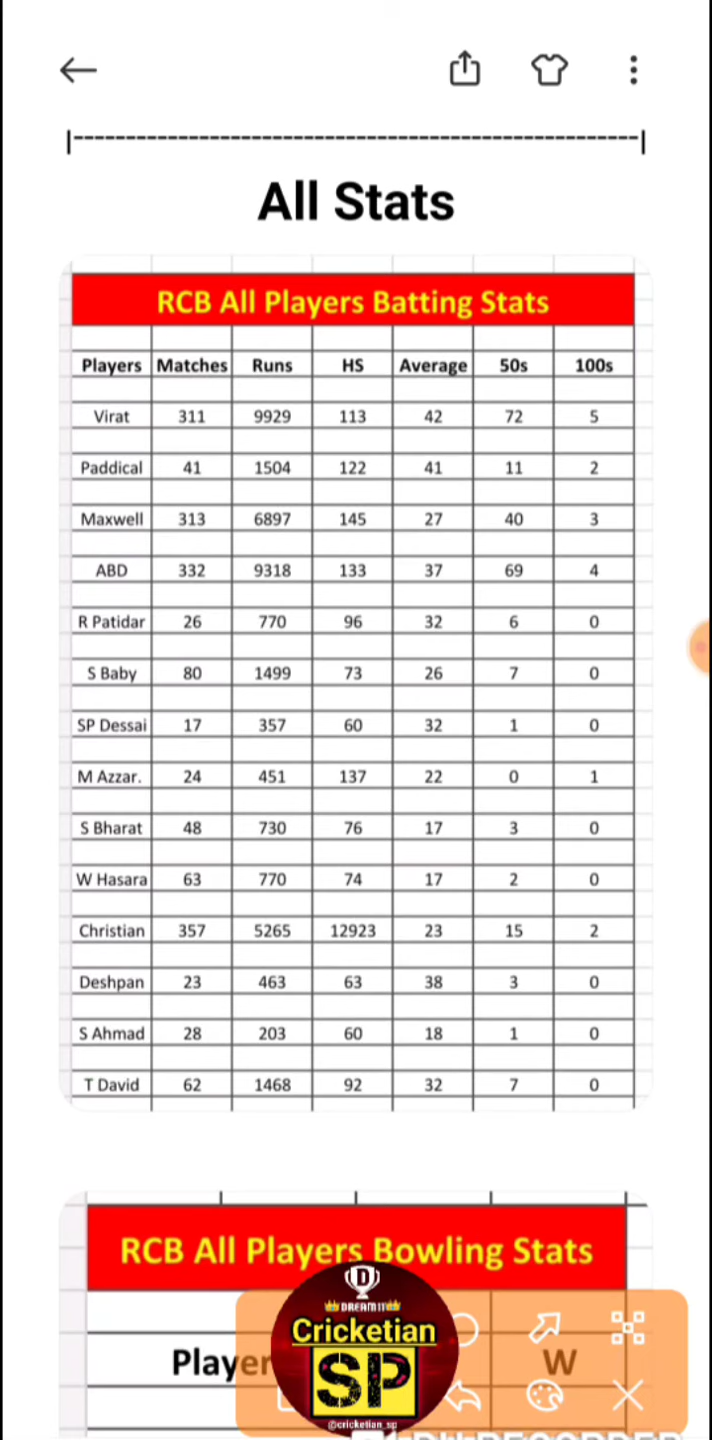 All Stats
RCB All Players Batting Stats
Players Matches Runs HS Average 50s 100s
Virat 311 9929 113 42 72 5
Paddical 41 1504 122 41 11 2
Maxwell 313 6897 145 27 40 3
ABD 332 9318 133 37 69 4
R Patidar 26 770 96 32 6 0
S Baby 80 1499 73 26 7 0
SP Dessai 17 357 60 32 1 0
M Azzar. 24 451 137 22 0 1
S Bharat 48 730 76 17 3 0
W Hasara 63 770 74 17 2 0
Christian 357 5265 12923 23 15 2
Deshpan 23 463 63 38 3 0
S Ahmad 28 203 60 18 1 0
T David 62 1468 92 32 7 0
RCB All Players Bowling Stats
D
DREAM11
Cricketian
Player W
SP
@cricketian_sp